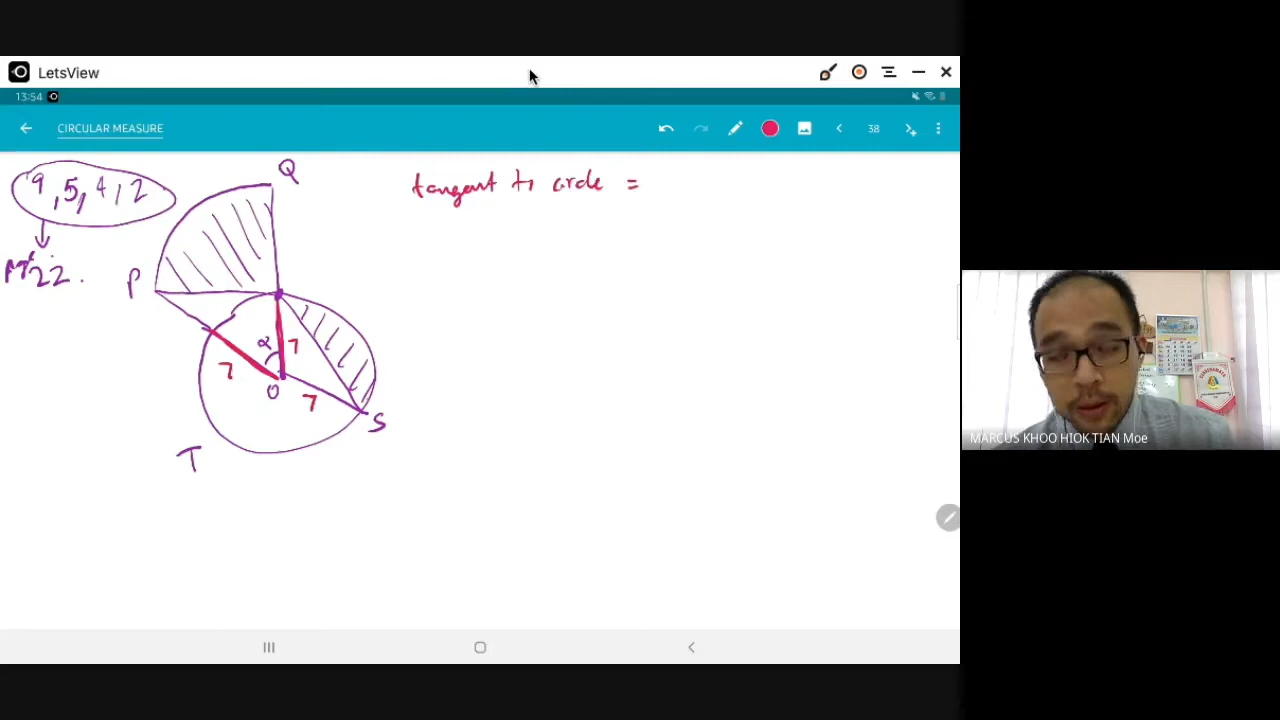 LetsView
13:54
CIRCULAR MEASURE
38
9, 5, 4, 2
22.
Q
tangent to circle =
P
α
7
7
7
O
S
T
MARCUS KHOO HIOK TIAN Moe